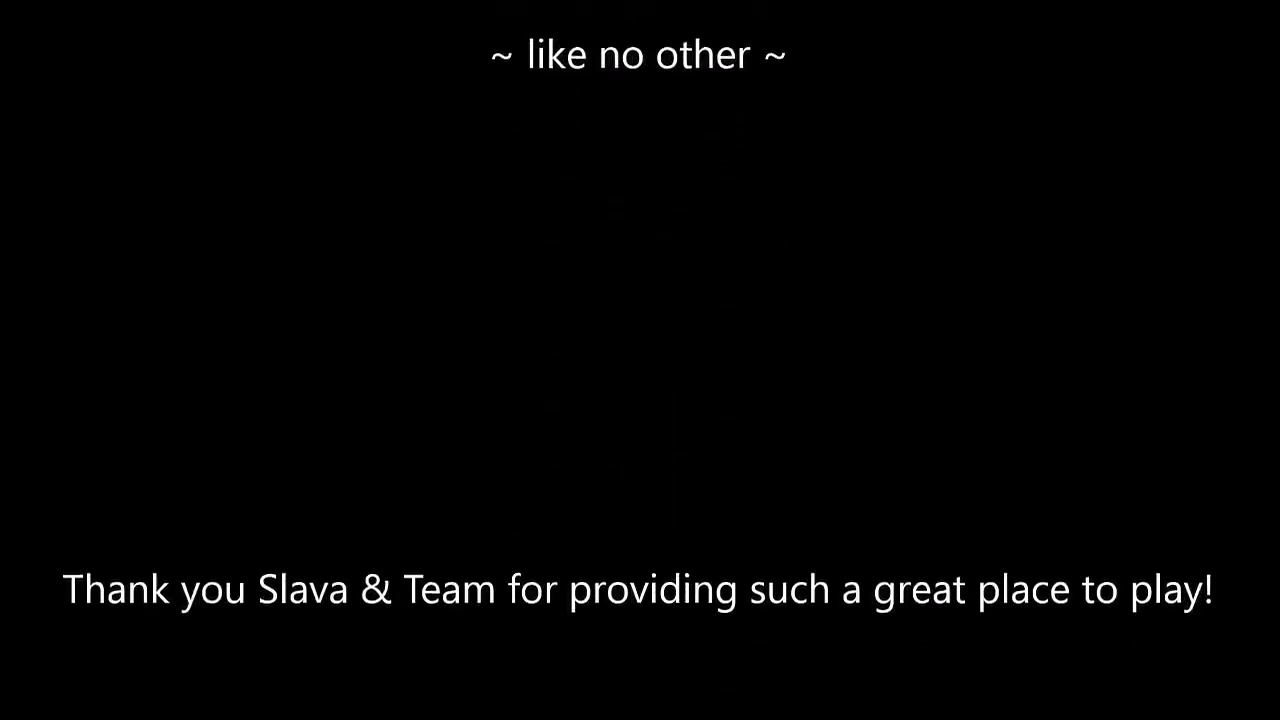 ~ like no other ~
Thank you Slava & Team for providing such a great place to play!